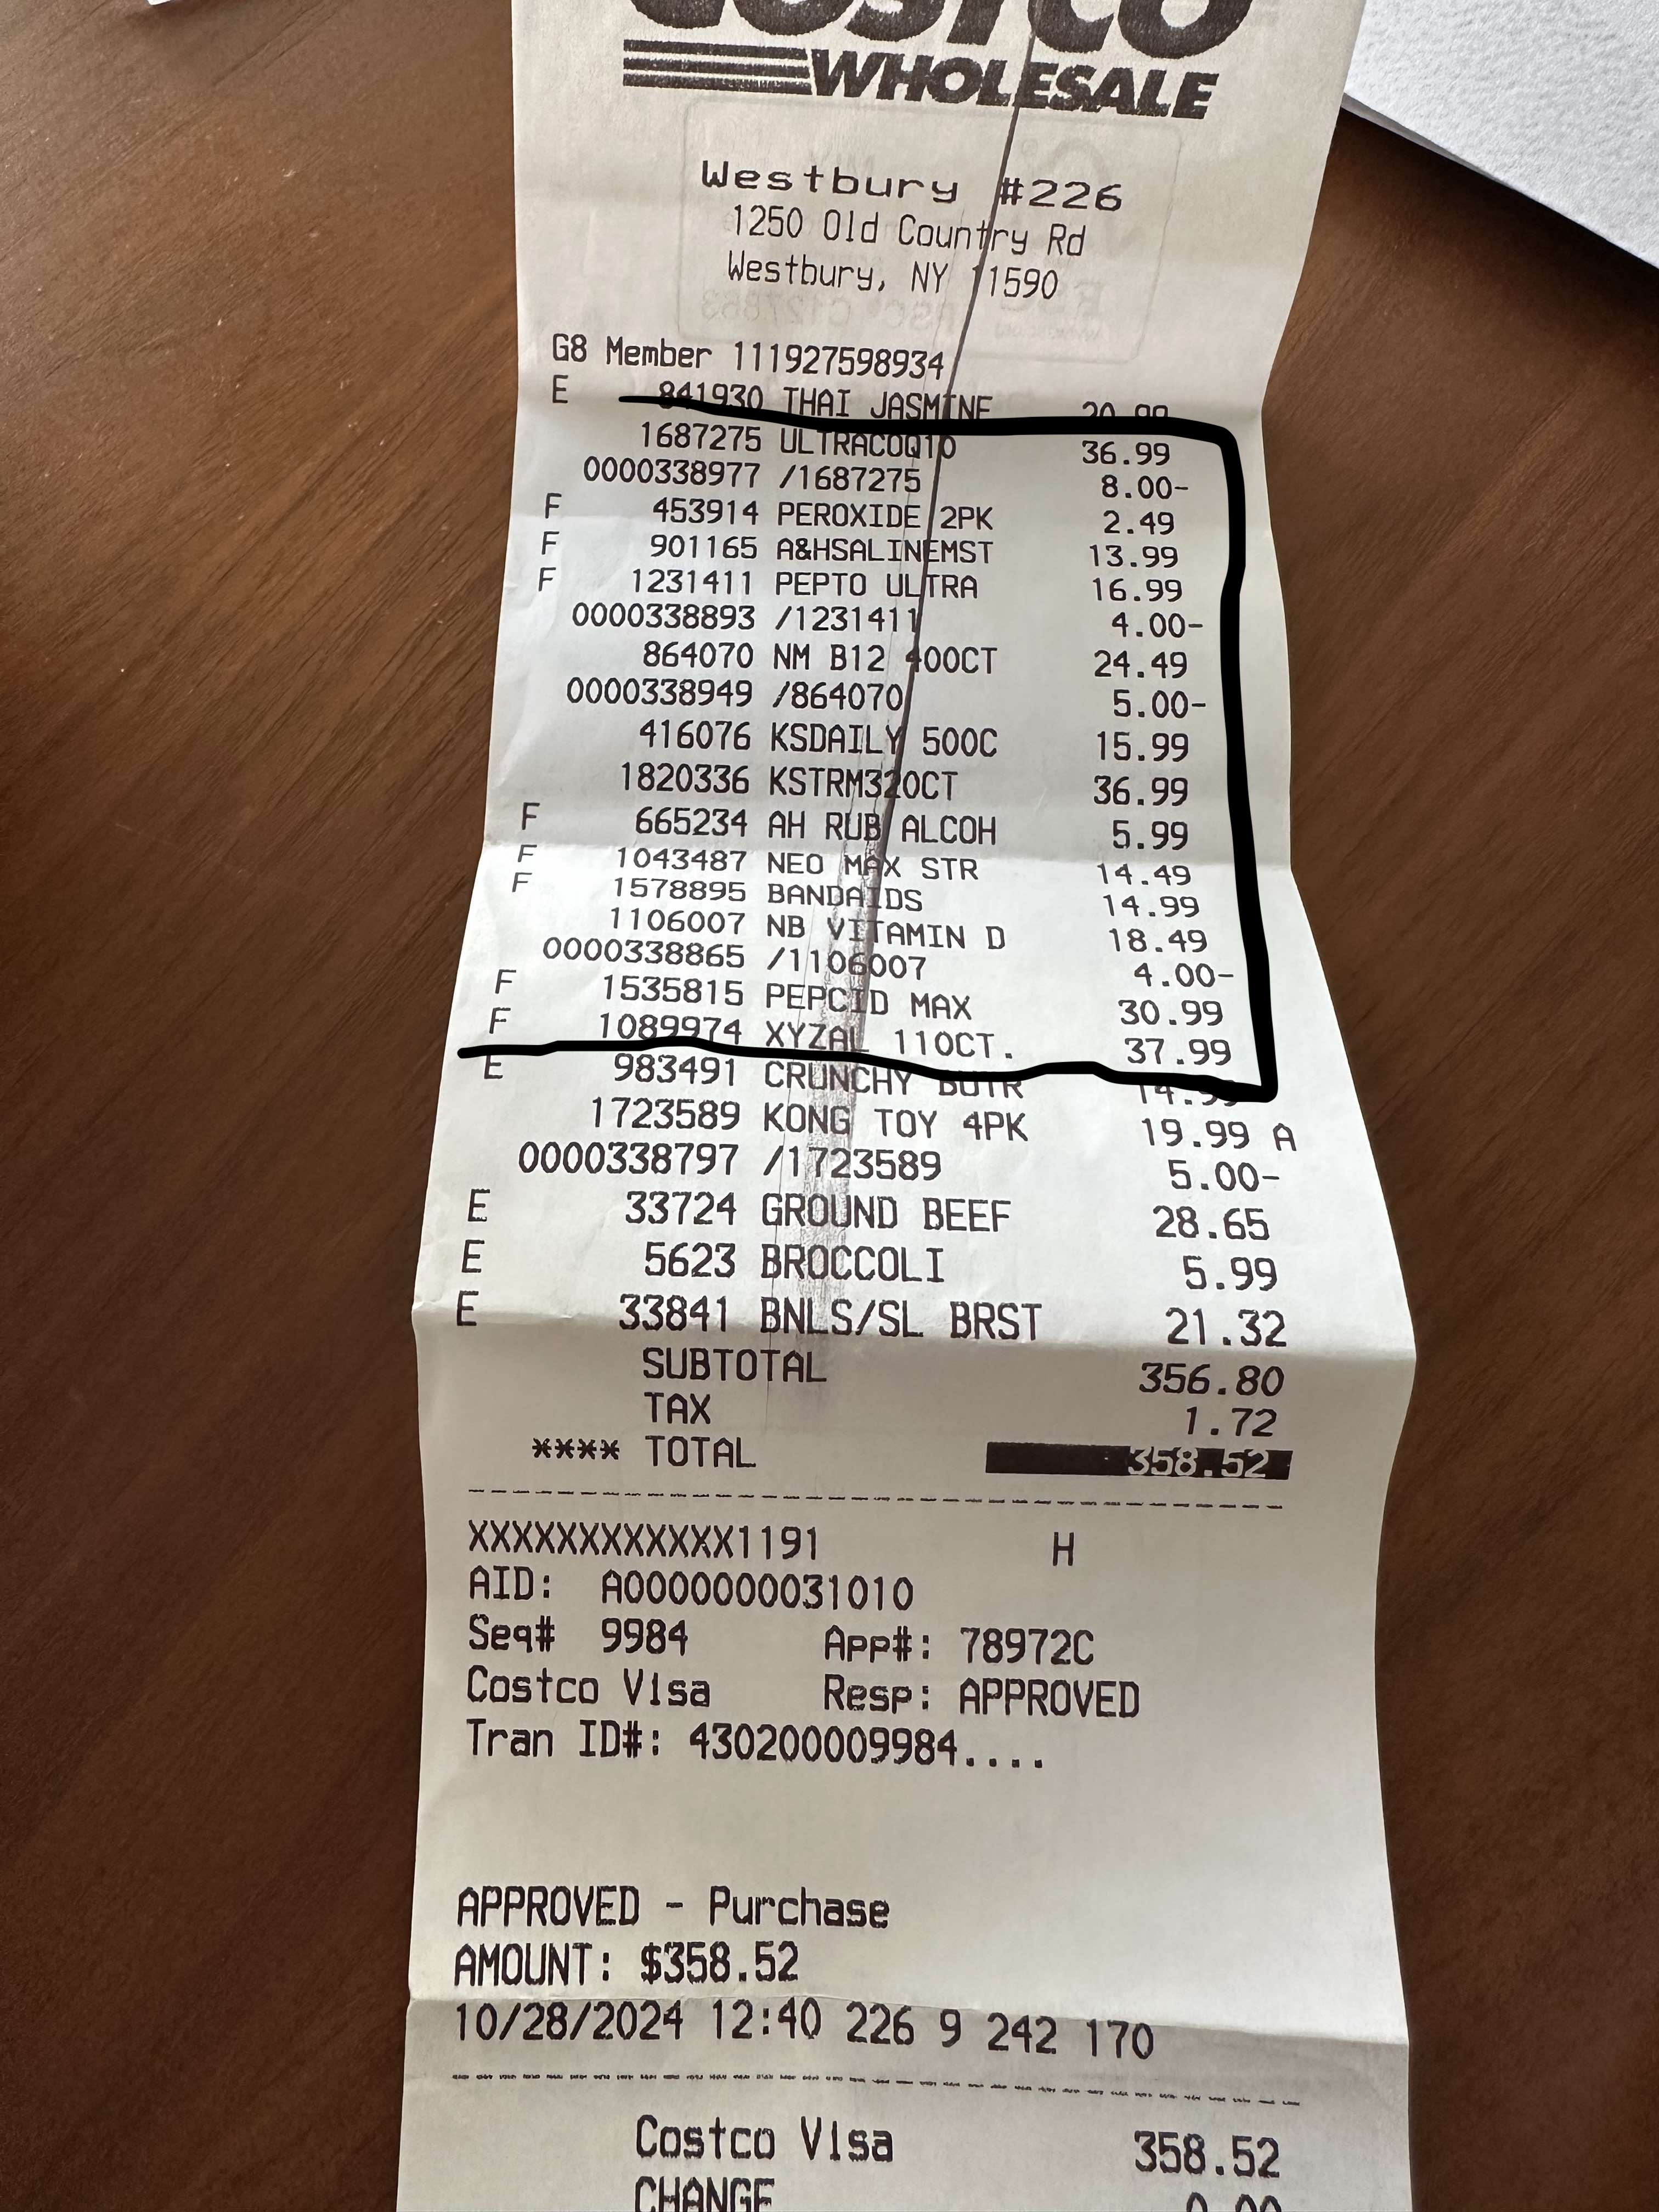 COSTCO
WHOLESALE
Westbury #226
1250 Old Country Rd
Westbury, NY 11590
G8 Member 111927598934
E 841930 THAI JASMINE 20.99
1687275 ULTRACOQ10 36.99
0000338977 /1687275 8.00-
F 453914 PEROXIDE 2PK 2.49
F 901165 A&HSALINEMST 13.99
F 1231411 PEPTO ULTRA 16.99
0000338893 /1231411 4.00-
864070 NM B12 400CT 24.49
0000338949 /864070 5.00-
416076 KSDAILY 500C 15.99
1820336 KSTRM320CT 36.99
F 665234 AH RUB ALCOH 5.99
F 1043487 NEO MAX STR 14.49
F 1578895 BANDAIDS 14.99
1106007 NB VITAMIN D 18.49
0000338865 /1106007 4.00-
F 1535815 PEPCID MAX 30.99
F 1089974 XYZAL 110CT. 37.99
E 983491 CRUNCHY BUTR 14.99
1723589 KONG TOY 4PK 19.99 A
0000338797 /1723589 5.00-
E 33724 GROUND BEEF 28.65
E 5623 BROCCOLI 5.99
E 33841 BNLS/SL BRST 21.32
SUBTOTAL 356.80
TAX 1.72
**** TOTAL 358.52
XXXXXXXXXXXX1191 H
AID: A0000000031010
Seq# 9984 App#: 78972C
Costco Visa Resp: APPROVED
Tran ID#: 430200009984....
APPROVED - Purchase
AMOUNT: $358.52
10/28/2024 12:40 226 9 242 170
Costco Visa 358.52
CHANGE 0.00